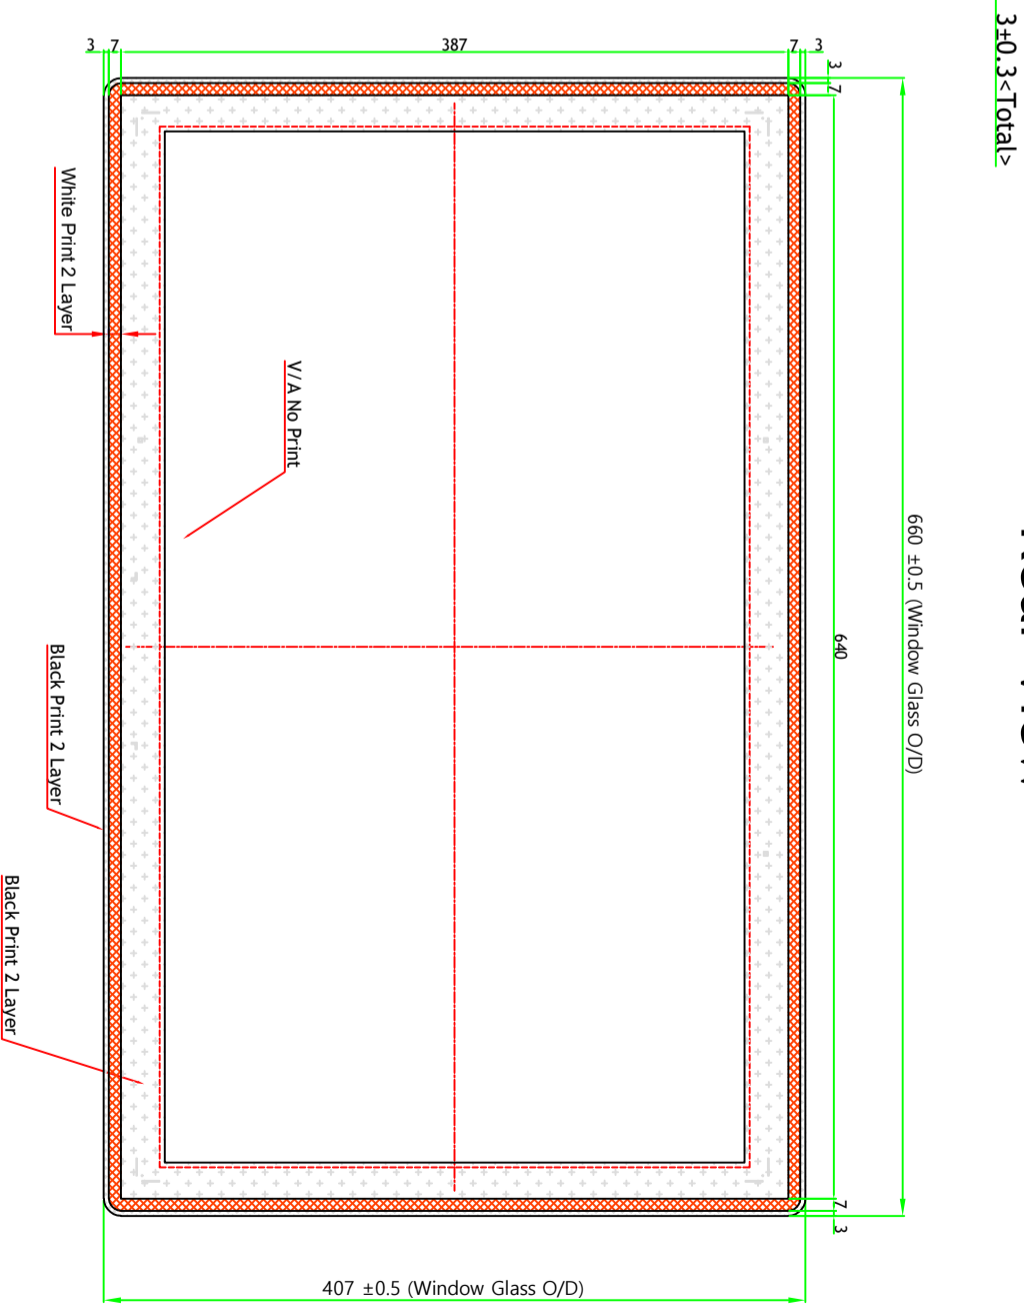 3±0.3<Total>
3
7
387
7
3
3
7
White Print 2 Layer
V/A No Print
660 ±0.5 (Window Glass O/D)
640
Black Print 2 Layer
Black Print 2 Layer
7
3
407 ±0.5 (Window Glass O/D)